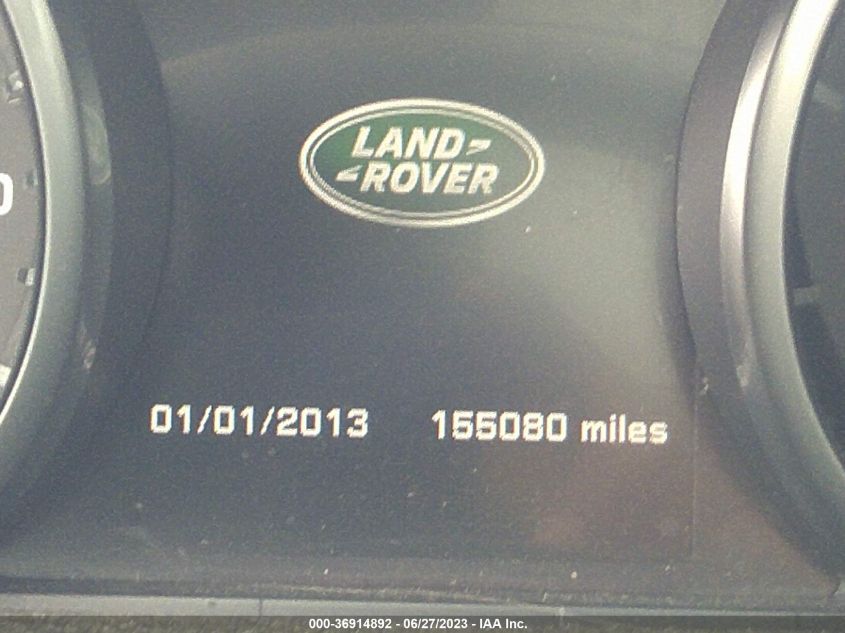 LAND
ROVER
01/01/2013 155080 miles
000-36914892 - 06/27/2023 - IAA Inc.